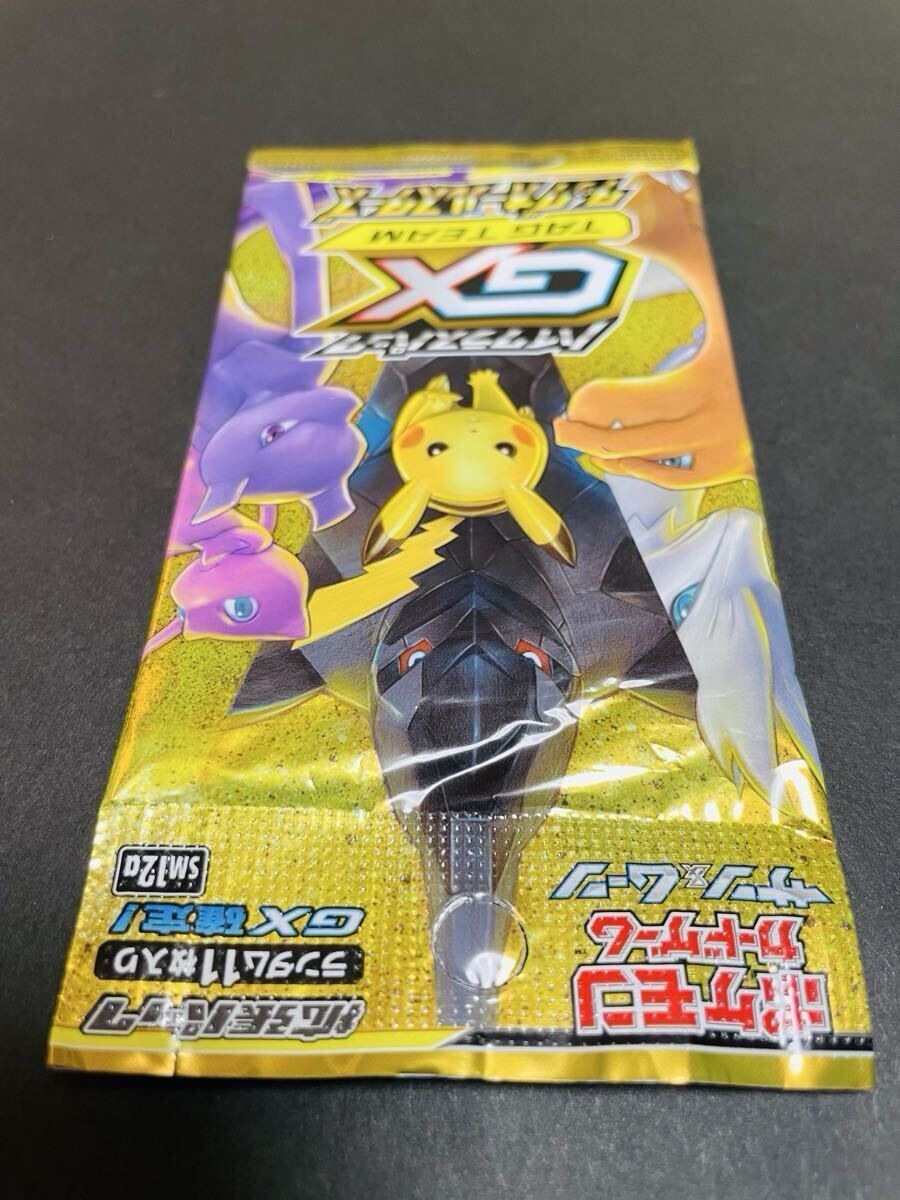 ポケモン
カードゲーム
サン&ムーン
拡張パック
ランダム11枚入り
GX確定!
SM12a
ハイクラスパック
GX
TAG TEAM
タッグオールスターズ